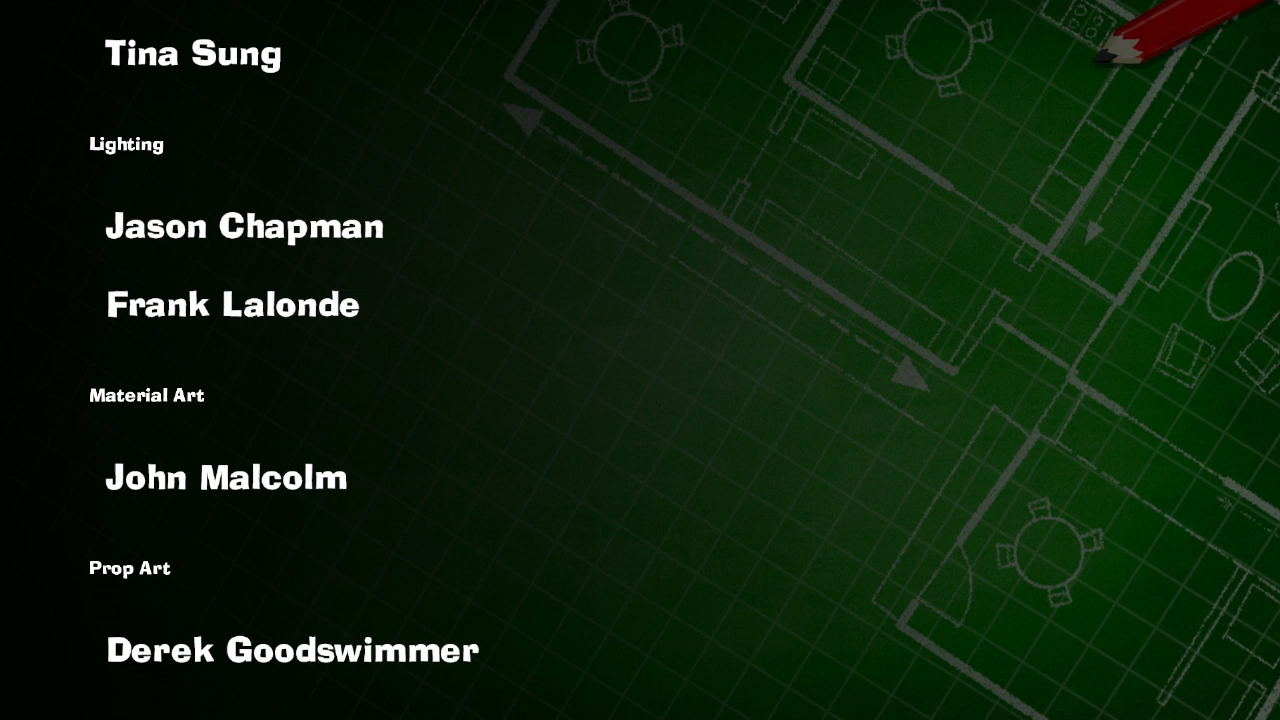 Tina Sung
Lighting
Jason Chapman
Frank Lalonde
Material Art
John Malcolm
Prop Art
Derek Goodswimmer